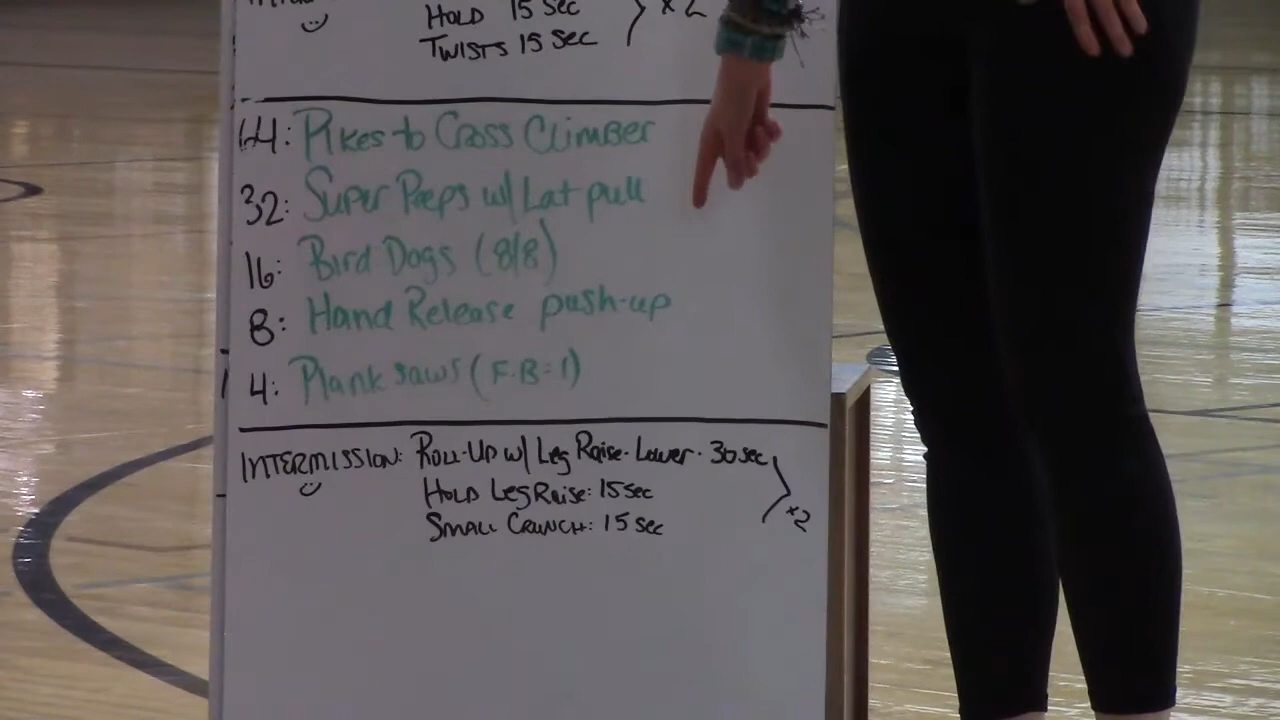 HOLD 15 SEC
TWISTS 15 SEC
x2
64: Pikes to Cross Climber
32: Super Peeps w/ Lat pull
16: Bird Dogs (8/8)
8: Hand Release push-up
4: Plank saws (F-B=1)
INTERMISSION: ROLL-UP w/ Leg Raise-Lower - 30 sec
HOLD Leg Raise: 15 sec
SMALL CRUNCH: 15 sec
x2